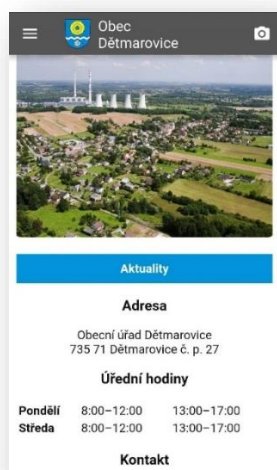 Obec
Dětmarovice
Aktuality
Adresa
Obecní úřad Dětmarovice
735 71 Dětmarovice č. p. 27
Úřední hodiny
Pondělí 8:00–12:00 13:00–17:00
Středa 8:00–12:00 13:00–17:00
Kontakt